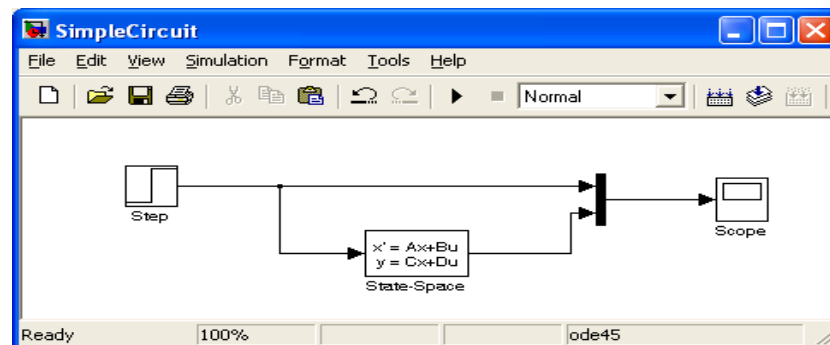 SimpleCircuit
File Edit View Simulation Format Tools Help
Normal
Step
x' = Ax+Bu
y = Cx+Du
State-Space
Scope
Ready 100% ode45